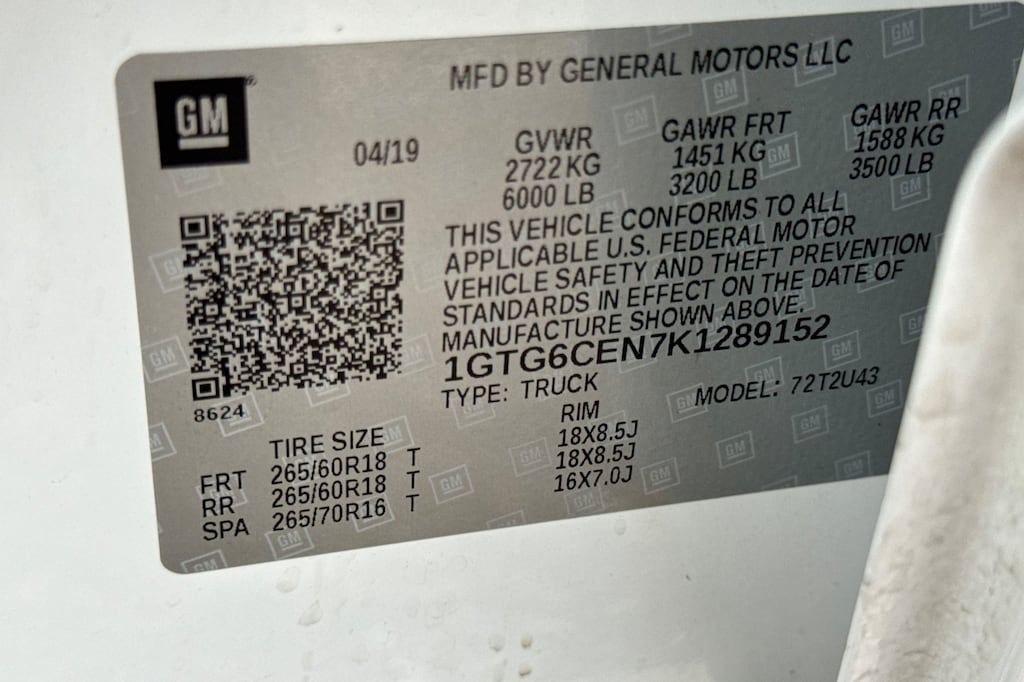 GM
MFD BY GENERAL MOTORS LLC
04/19
GVWR
2722 KG
6000 LB
GAWR FRT
1451 KG
3200 LB
GAWR RR
1588 KG
3500 LB
THIS VEHICLE CONFORMS TO ALL
APPLICABLE U.S. FEDERAL MOTOR
VEHICLE SAFETY AND THEFT PREVENTION
STANDARDS IN EFFECT ON THE DATE OF
MANUFACTURE SHOWN ABOVE.
1GTG6CEN7K1289152
TYPE: TRUCK
MODEL: 72T2U43
8624
TIRE SIZE RIM
FRT 265/60R18 T 18X8.5J
RR 265/60R18 T 18X8.5J
SPA 265/70R16 T 16X7.0J